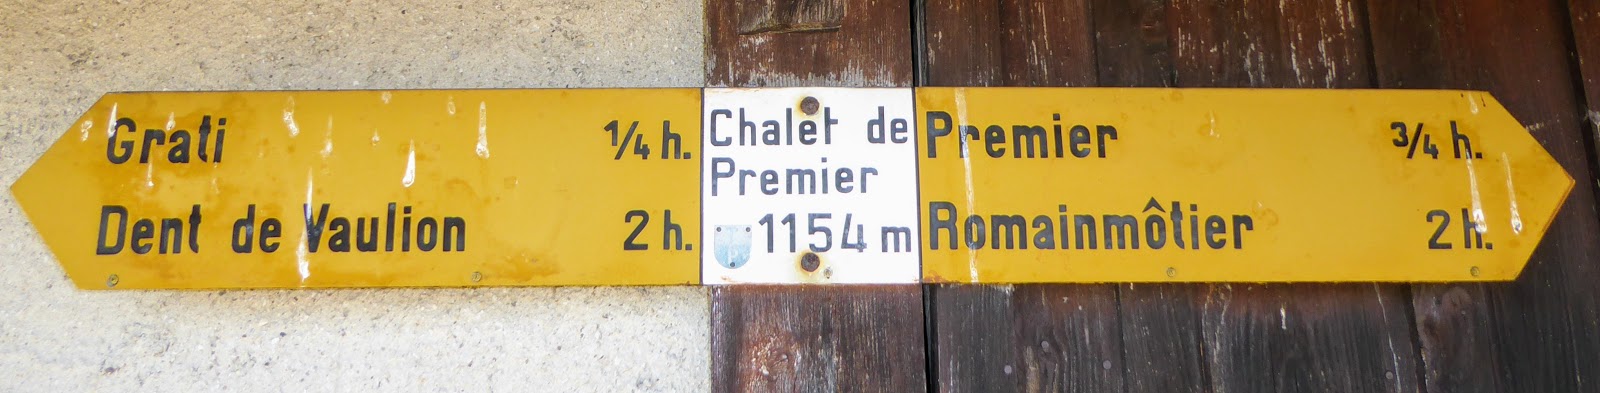 Grati ¼ h.
Dent de Vaulion 2 h.
Chalet de
Premier
1154 m
Premier ¾ h.
Romainmôtier 2 h.